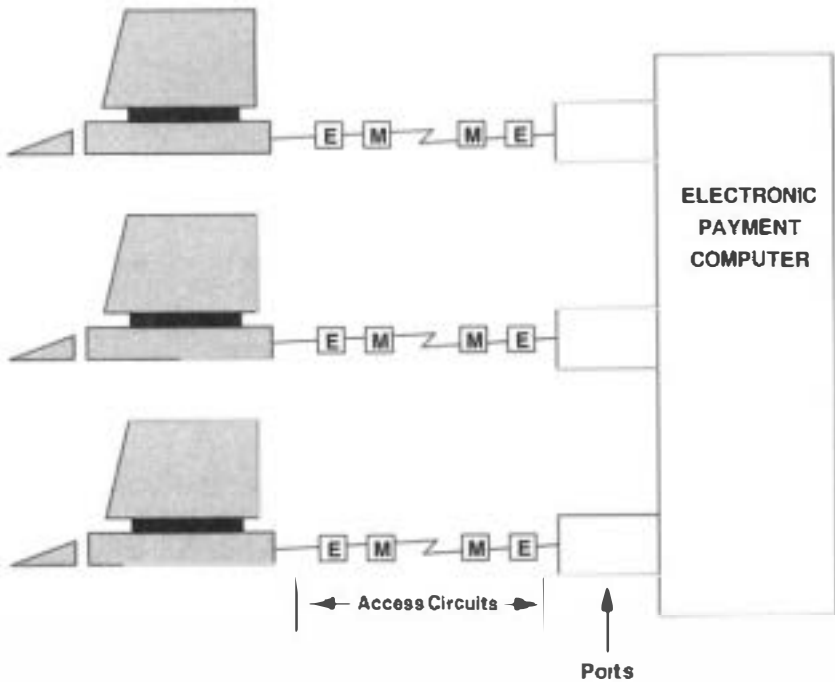 E M M E
ELECTRONIC
PAYMENT
COMPUTER
E M M E
E M M E
Access Circuits
Ports